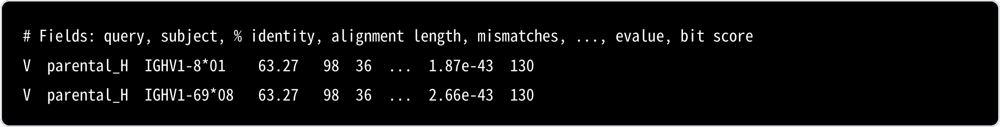 # Fields: query, subject, % identity, alignment length, mismatches, ..., evalue, bit score
V  parental_H  IGHV1-8*01    63.27   98  36  ...  1.87e-43  130
V  parental_H  IGHV1-69*08   63.27   98  36  ...  2.66e-43  130